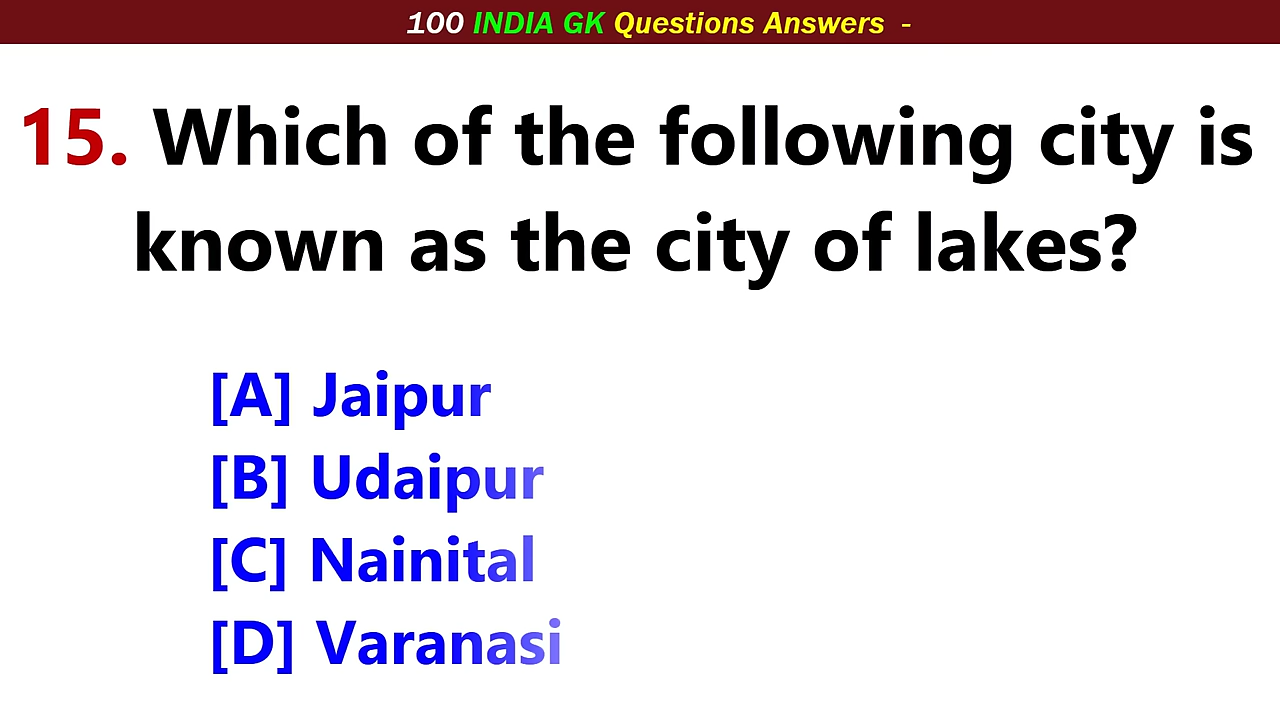 100 INDIA GK Questions Answers -
15. Which of the following city is
known as the city of lakes?
[A] Jaipur
[B] Udaipur
[C] Nainital
[D] Varanasi